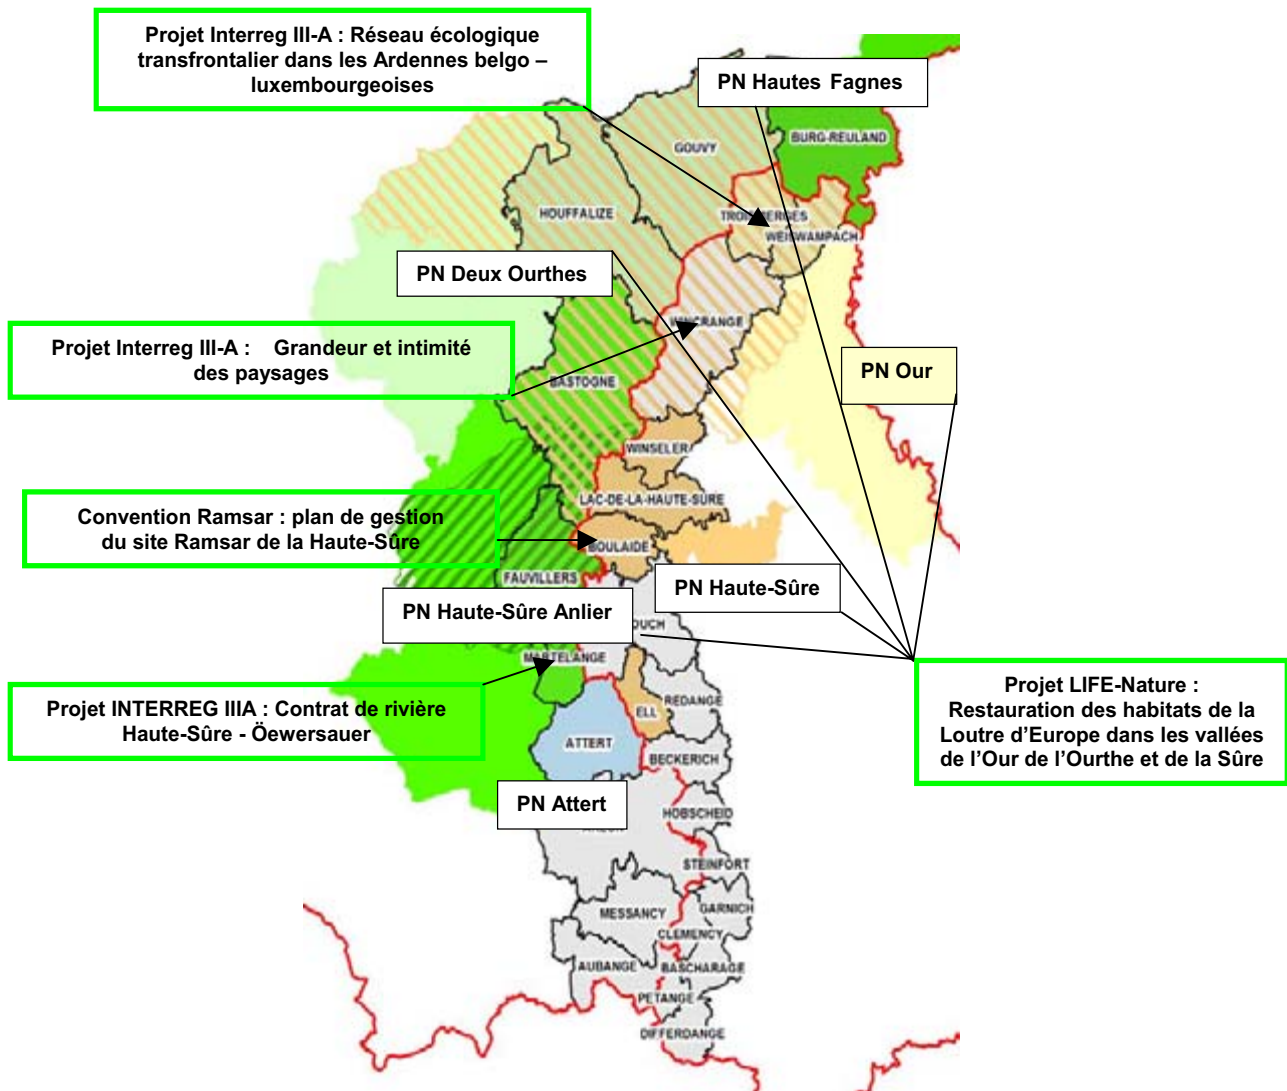 Projet Interreg III-A : Réseau écologique
transfrontalier dans les Ardennes belgo –
luxembourgeoises
PN Hautes Fagnes
BURG-REULAND
GOUVY
HOUFFALIZE
WEISWAMPACH
PN Deux Ourthes
Projet Interreg III-A : Grandeur et intimité
des paysages
PN Our
BASTOGNE
WINSELER
LAC-DE-LA-HAUTE-SÛRE
Convention Ramsar : plan de gestion
du site Ramsar de la Haute-Sûre
BOULAIDE
FAUVILLERS
PN Haute-Sûre
PN Haute-Sûre Anlier
MARTELANGE
Projet INTERREG IIIA : Contrat de rivière
Haute-Sûre - Öewersauer
ELL
REDANGE
Projet LIFE-Nature :
Restauration des habitats de la
Loutre d’Europe dans les vallées
de l’Our de l’Ourthe et de la Sûre
ATTERT
BECKERICH
PN Attert
HOBSCHEID
STEINFORT
GARNICH
MESSANCY
CLEMENCY
AUBANGE
BASCHARAGE
PETANGE
DIFFERDANGE